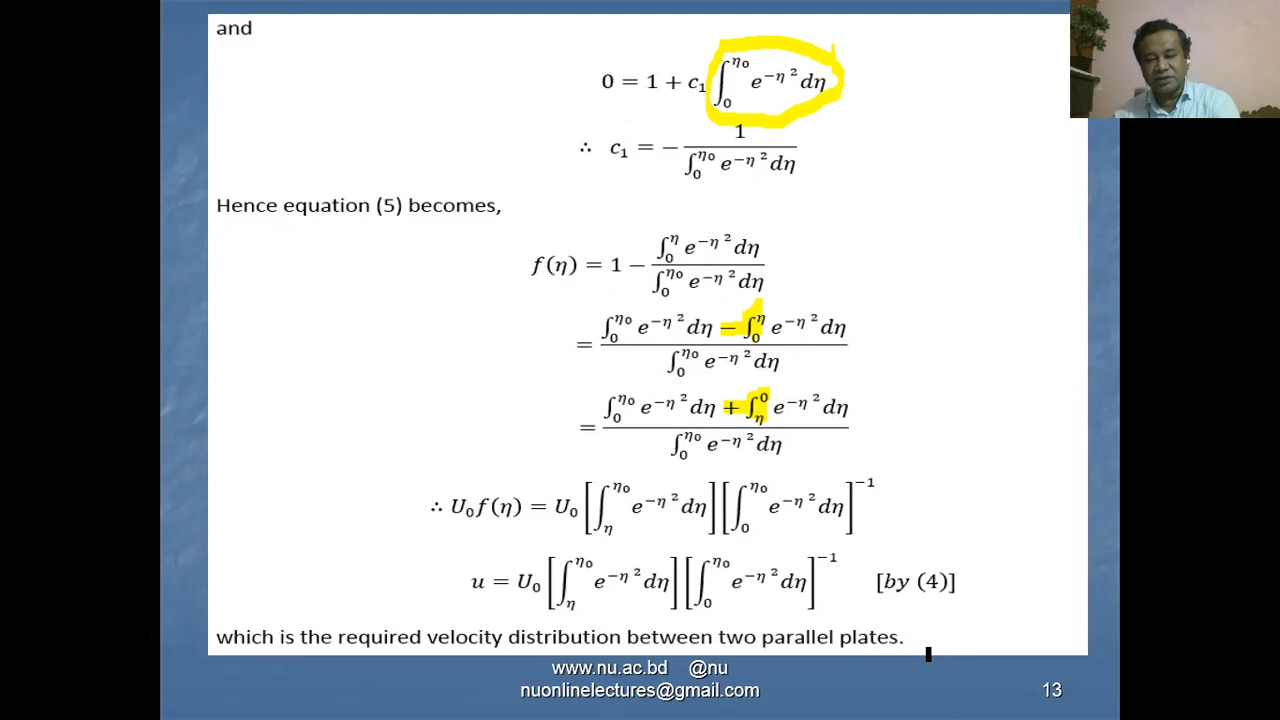 and
0 = 1 + c₁ ∫₀^η₀ e^(−η²) dη
∴ c₁ = − 1 / ∫₀^η₀ e^(−η²) dη
Hence equation (5) becomes,
f(η) = 1 − ∫₀^η e^(−η²) dη / ∫₀^η₀ e^(−η²) dη
= (∫₀^η₀ e^(−η²) dη − ∫₀^η e^(−η²) dη) / ∫₀^η₀ e^(−η²) dη
= (∫₀^η₀ e^(−η²) dη + ∫_η^0 e^(−η²) dη) / ∫₀^η₀ e^(−η²) dη
∴ U₀f(η) = U₀ [∫_η^η₀ e^(−η²) dη] [∫₀^η₀ e^(−η²) dη]⁻¹
u = U₀ [∫_η^η₀ e^(−η²) dη] [∫₀^η₀ e^(−η²) dη]⁻¹ [by (4)]
which is the required velocity distribution between two parallel plates.
www.nu.ac.bd @nu
nuonlinelectures@gmail.com
13